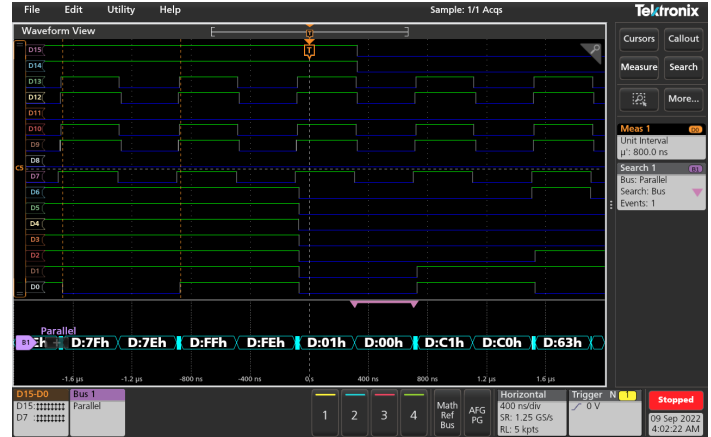 File Edit Utility Help Sample: 1/1 Acqs Tektronix
Waveform View
T
T
Cursors Callout
Measure Search
More...
Meas 1 D0
Unit Interval
µ': 800.0 ns
Search 1 B1
Bus: Parallel
Search: Bus
Events: 1
D15
D14
D13
D12
D11
D10
D9
D8
C5
D7
D6
D5
D4
D3
D2
D1
D0
Parallel
B1 D:7Fh D:7Eh D:FFh D:FEh D:01h D:00h D:C1h D:C0h D:63h
-1.6 µs -1.2 µs -800 ns -400 ns 0 s 400 ns 800 ns 1.2 µs 1.6 µs
D15-D0
D15:
D7 :
Bus 1
Parallel
1 2 3 4
Math
Ref
Bus
AFG
PG
Horizontal
400 ns/div
SR: 1.25 GS/s
RL: 5 kpts
Trigger N 1
0 V
Stopped
09 Sep 2022
4:02:22 AM